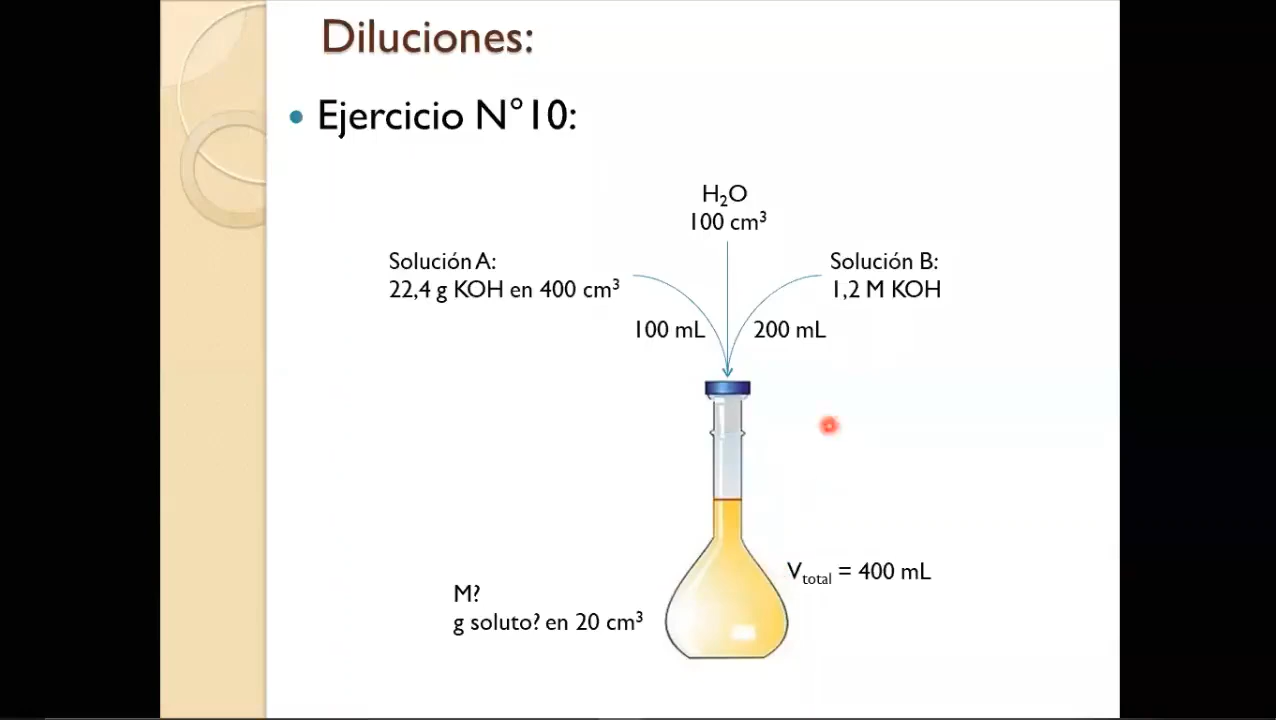 Diluciones:
• Ejercicio N°10:
H₂O
100 cm³
Solución A:
22,4 g KOH en 400 cm³
Solución B:
1,2 M KOH
100 mL
200 mL
V_total = 400 mL
M?
g soluto? en 20 cm³